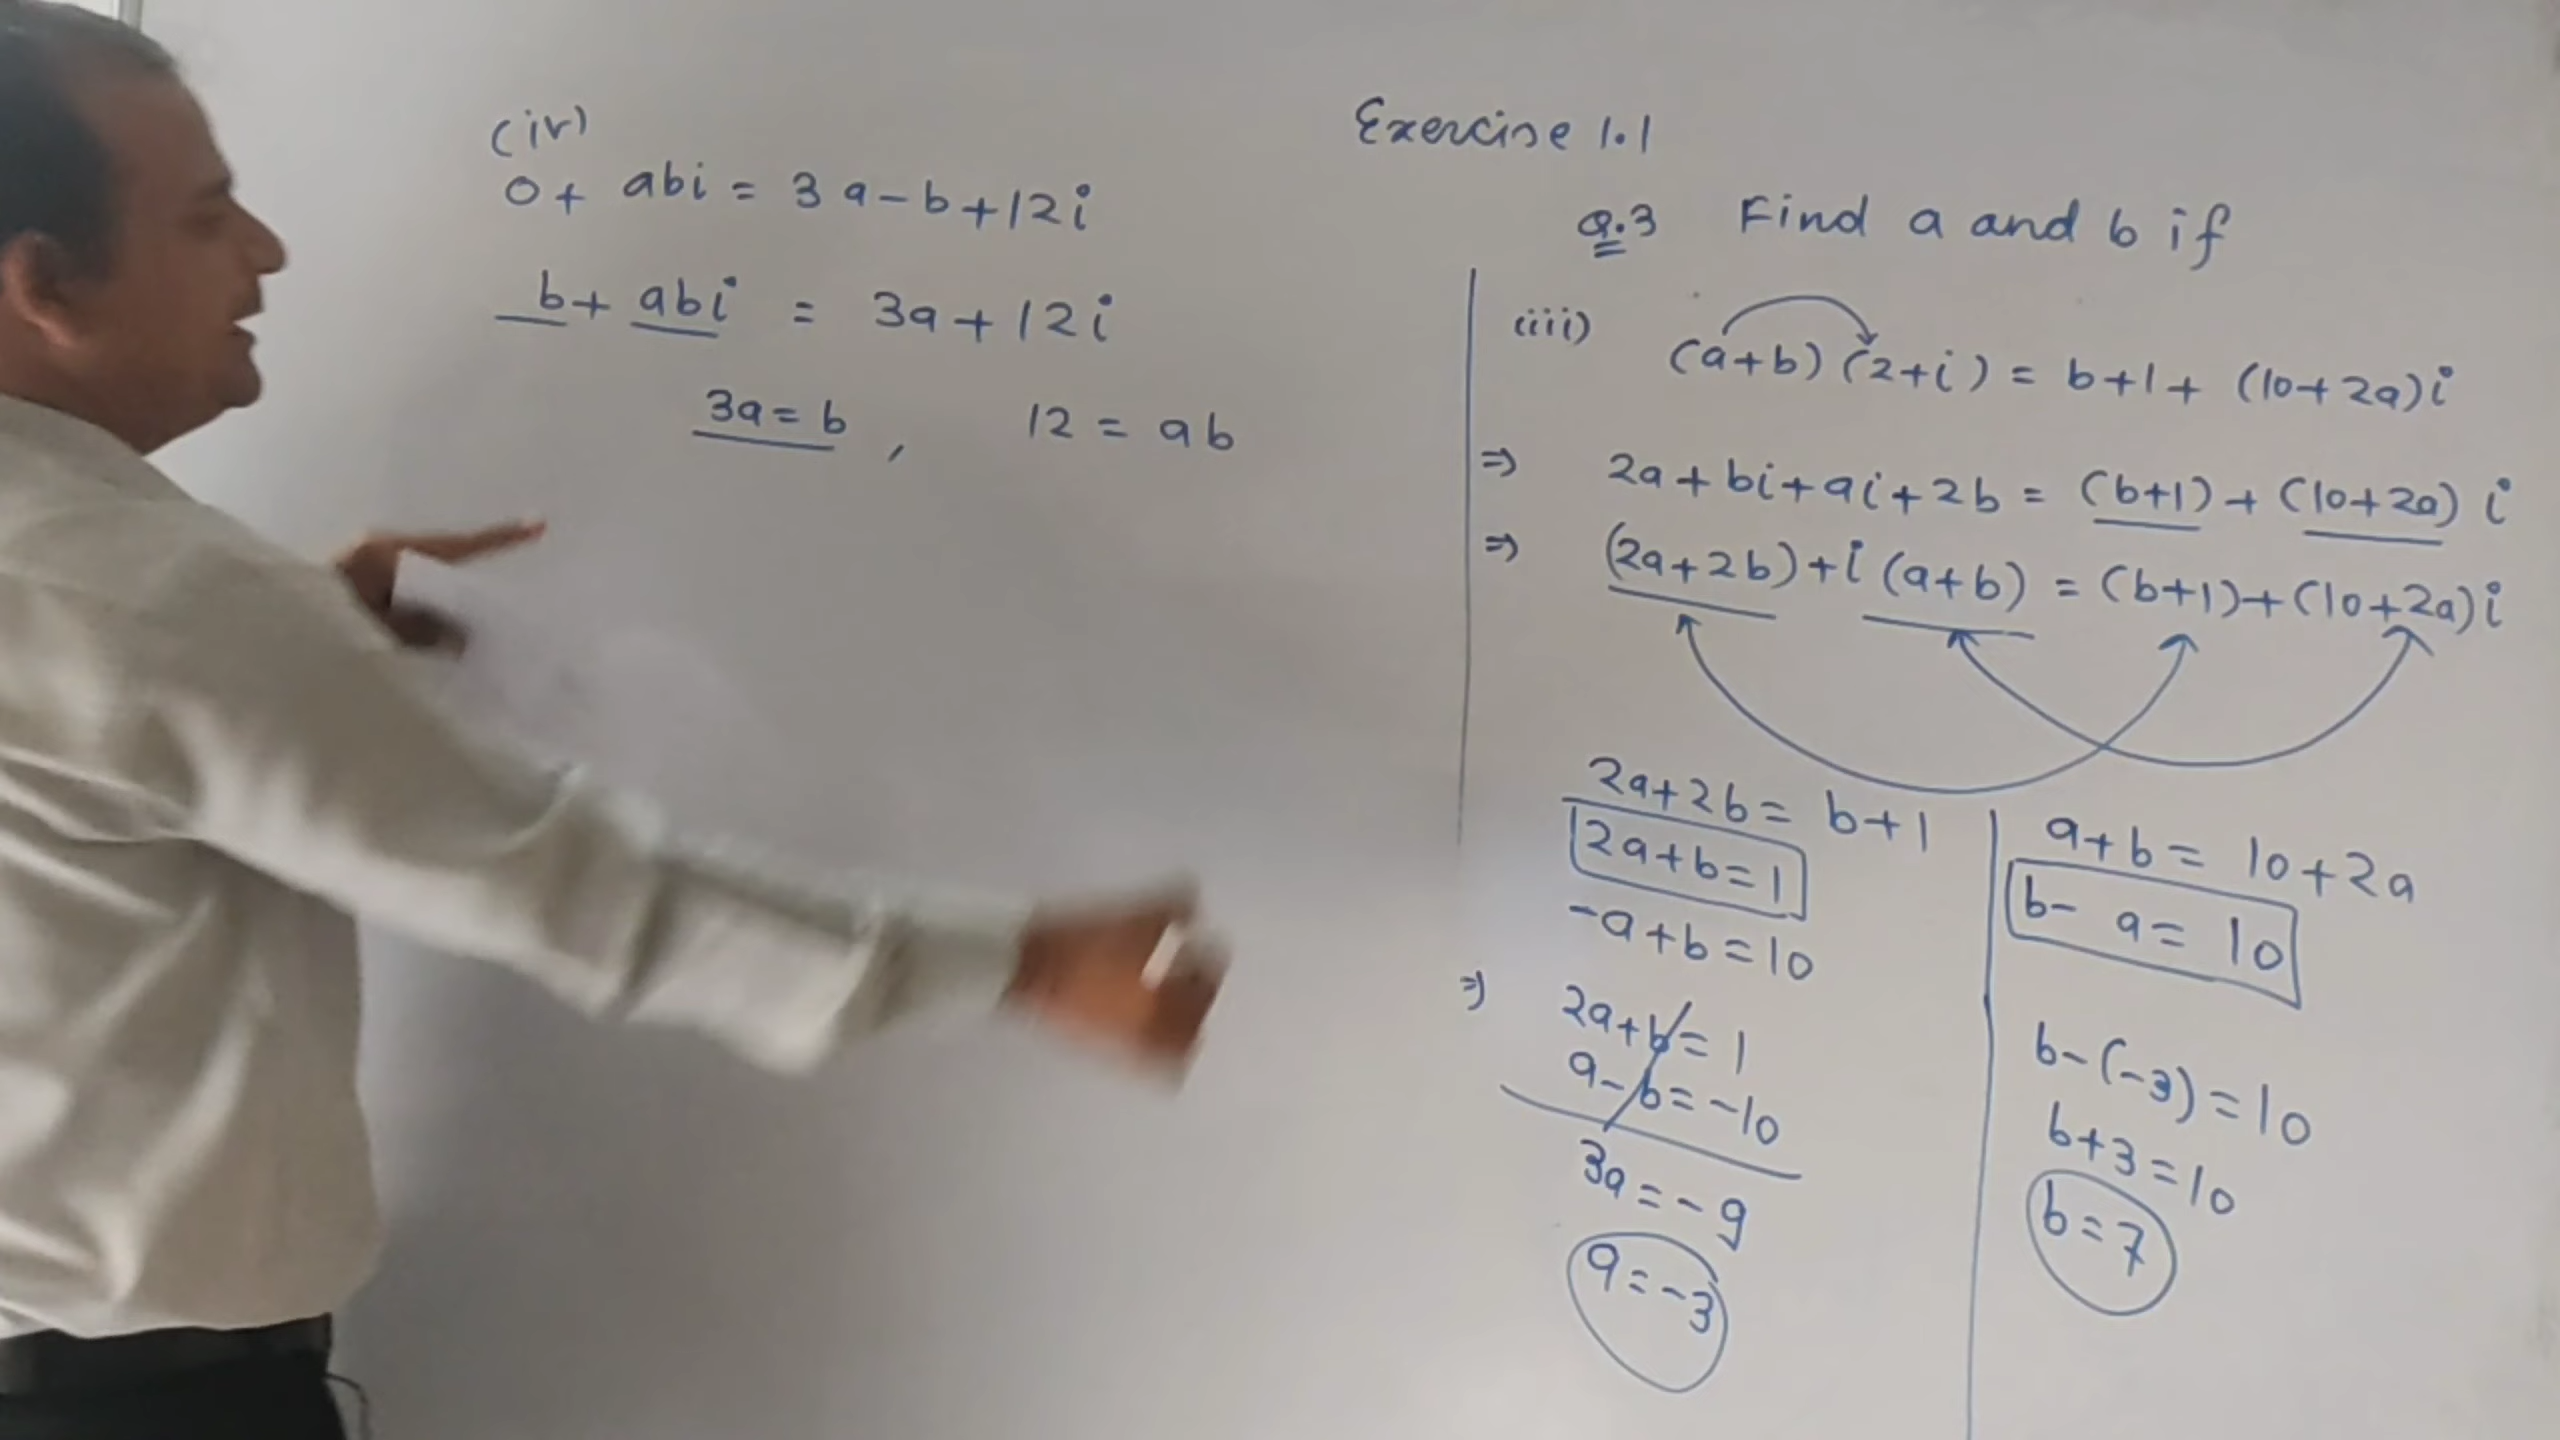 Exercise 1.1
Q.3 Find a and b if
(iii) (a+b) (2+i) = b+1+ (10+2a)i
⇒ 2a+bi+ai+2b = (b+1)+(10+2a) i
⇒ (2a+2b)+i(a+b) = (b+1)+(10+2a)i
2a+2b= b+1
2a+b=1
-a+b=10
⇒ 2a+b=1
a-b=-10
3a=-9
a=-3
a+b= 10+2a
b- a= 10
b-(-3)=10
b+3=10
b=7
(iv)
0+ abi = 3a-b+12i
b+ abi = 3a+12i
3a=b , 12 = ab